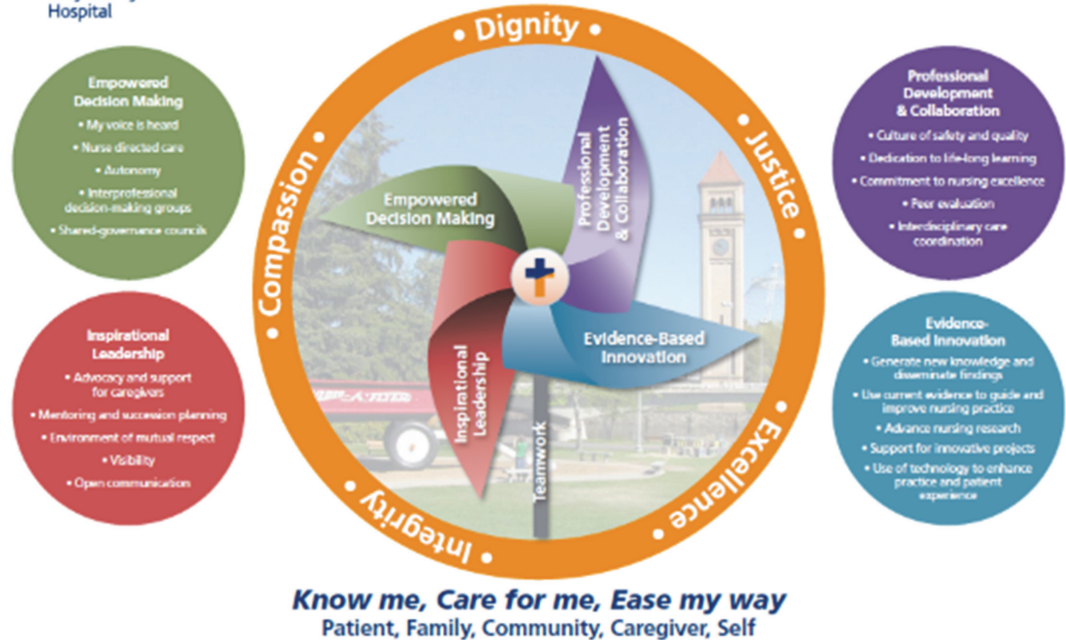 Hospital
Empowered
Decision Making
• My voice is heard
• Nurse directed care
• Autonomy
• Interprofessional
decision-making groups
• Shared-governance councils
Inspirational
Leadership
• Advocacy and support
for caregivers
• Mentoring and succession planning
• Environment of mutual respect
• Visibility
• Open communication
• Dignity •
• Justice •
• Excellence •
• Integrity •
• Compassion •
Empowered
Decision Making
Professional
Development
& Collaboration
Evidence-Based
Innovation
Inspirational
Leadership
Teamwork
Professional
Development
& Collaboration
• Culture of safety and quality
• Dedication to life-long learning
• Commitment to nursing excellence
• Peer evaluation
• Interdisciplinary care
coordination
Evidence-
Based Innovation
• Generate new knowledge and
disseminate findings
• Use current evidence to guide and
improve nursing practice
• Advance nursing research
• Support for innovative projects
• Use of technology to enhance
practice and patient
experience
Know me, Care for me, Ease my way
Patient, Family, Community, Caregiver, Self